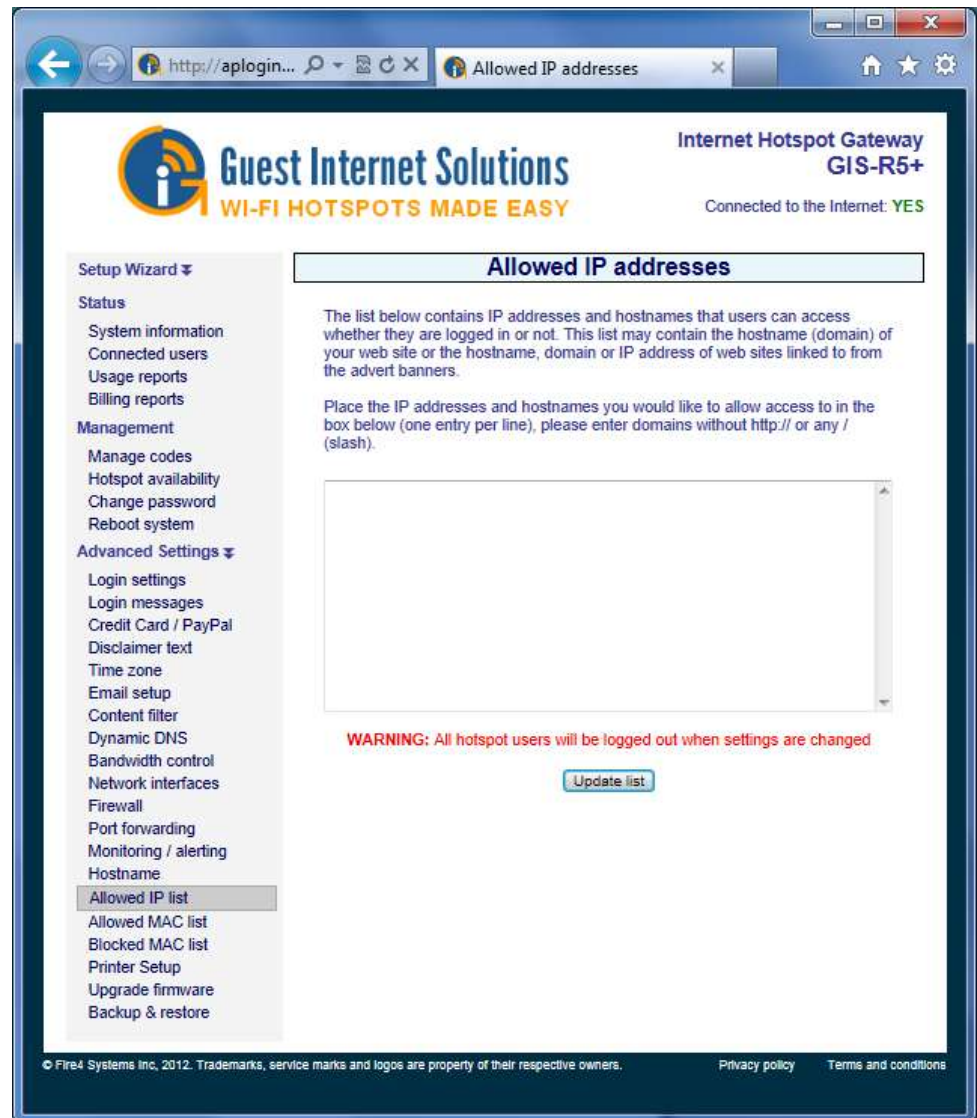 http://aplogin...
Allowed IP addresses
Guest Internet Solutions
WI-FI HOTSPOTS MADE EASY
Internet Hotspot Gateway
GIS-R5+
Connected to the Internet: YES
Setup Wizard
Status
System information
Connected users
Usage reports
Billing reports
Management
Manage codes
Hotspot availability
Change password
Reboot system
Advanced Settings
Login settings
Login messages
Credit Card / PayPal
Disclaimer text
Time zone
Email setup
Content filter
Dynamic DNS
Bandwidth control
Network interfaces
Firewall
Port forwarding
Monitoring / alerting
Hostname
Allowed IP list
Allowed MAC list
Blocked MAC list
Printer Setup
Upgrade firmware
Backup & restore
Allowed IP addresses
The list below contains IP addresses and hostnames that users can access
whether they are logged in or not. This list may contain the hostname (domain) of
your web site or the hostname, domain or IP address of web sites linked to from
the advert banners.
Place the IP addresses and hostnames you would like to allow access to in the
box below (one entry per line), please enter domains without http:// or any /
(slash).
WARNING: All hotspot users will be logged out when settings are changed
Update list
© Fire4 Systems Inc, 2012. Trademarks, service marks and logos are property of their respective owners.
Privacy policy
Terms and conditions